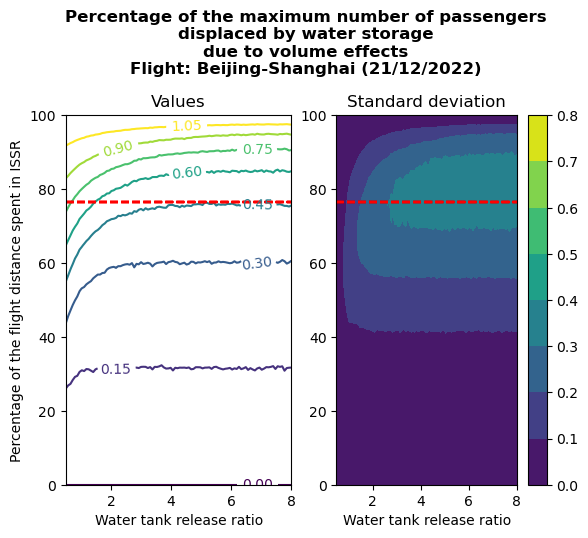 Percentage of the maximum number of passengers
displaced by water storage
due to volume effects
Flight: Beijing-Shanghai (21/12/2022)
Values
Percentage of the flight distance spent in ISSR
100
80
60
40
20
0
1.05
0.90
0.75
0.60
0.45
0.30
0.15
0.00
2 4 6 8
Water tank release ratio
Standard deviation
100
80
60
40
20
0
2 4 6 8
Water tank release ratio
0.8
0.7
0.6
0.5
0.4
0.3
0.2
0.1
0.0